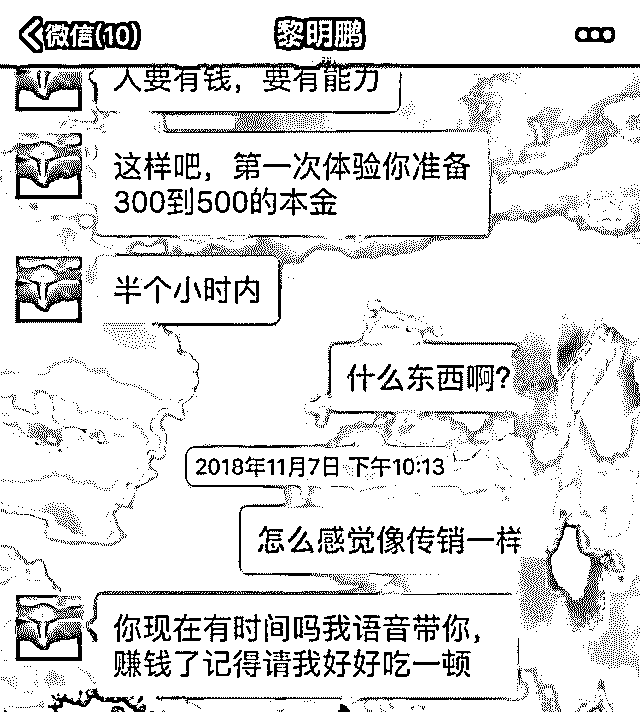 微信(10)
黎明鹏
人要有钱，要有能力
这样吧，第一次体验你准备
300到500的本金
半个小时内
什么东西啊?
2018年11月7日 下午10:13
怎么感觉像传销一样
你现在有时间吗我语音带你，
赚钱了记得请我好好吃一顿